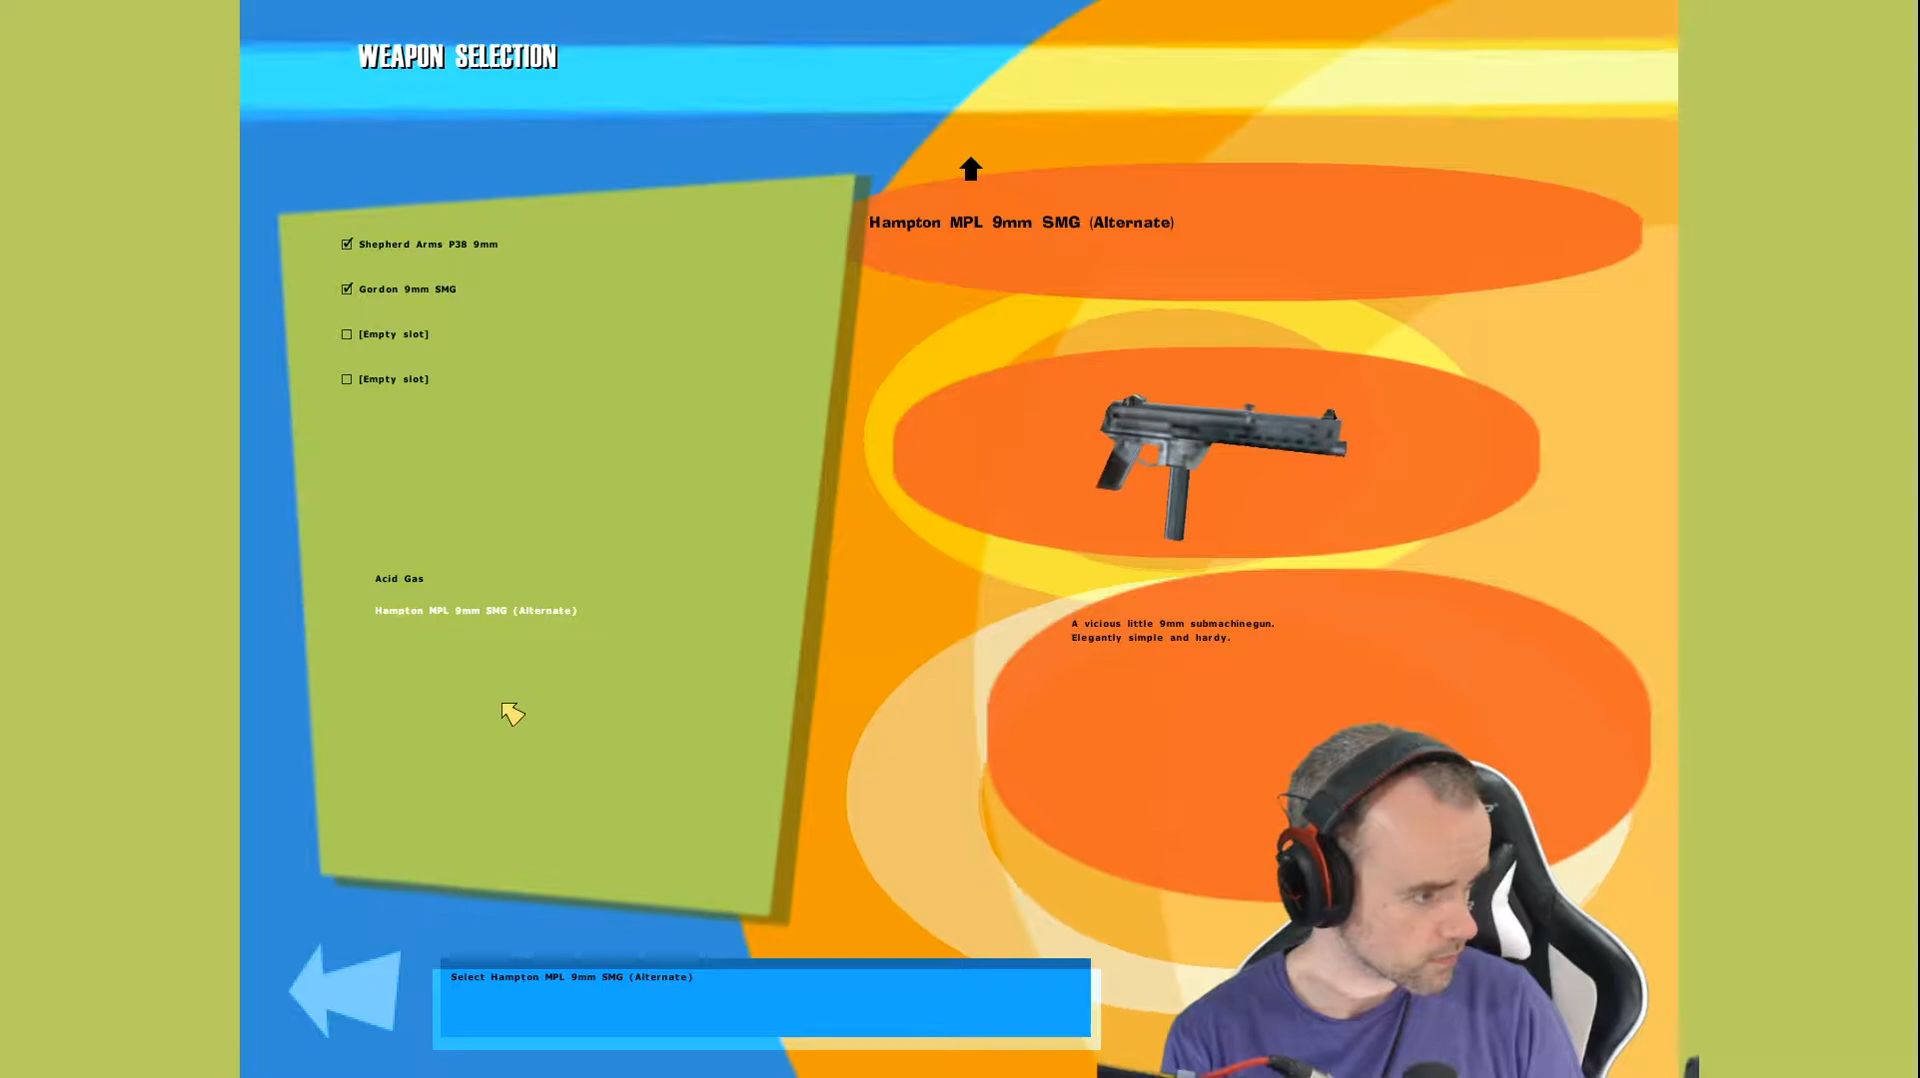 WEAPON SELECTION
Hampton MPL 9mm SMG (Alternate)
Shepherd Arms P38 9mm
Gordon 9mm SMG
[Empty slot]
[Empty slot]
Acid Gas
Hampton MPL 9mm SMG (Alternate)
A vicious little 9mm submachinegun.
Elegantly simple and hardy.
Select Hampton MPL 9mm SMG (Alternate)